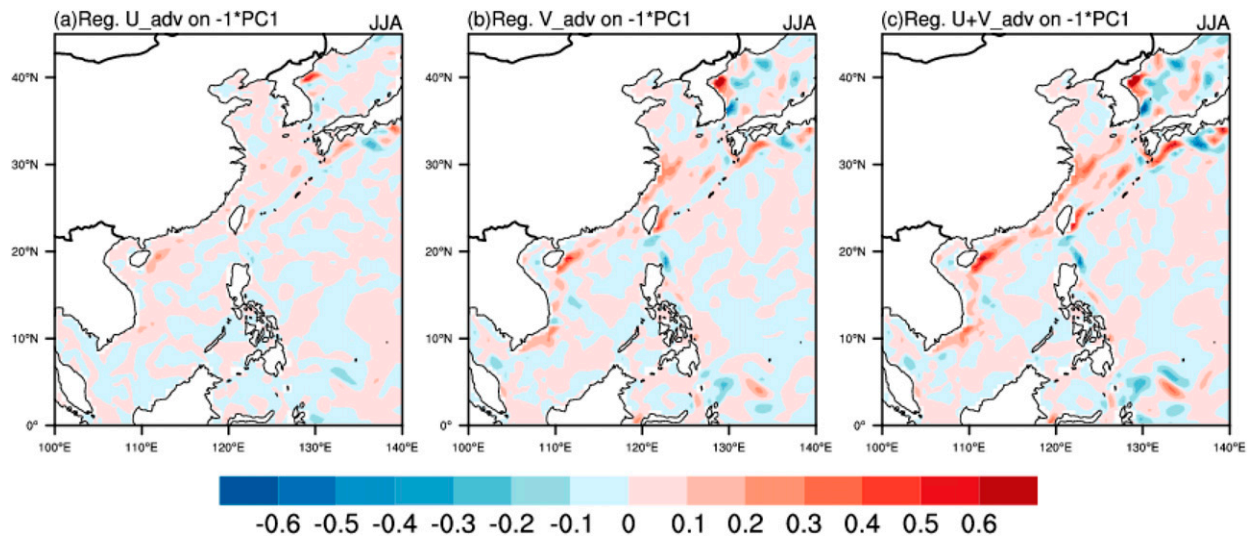 (a)Reg. U_adv on -1*PC1 JJA
(b)Reg. V_adv on -1*PC1 JJA
(c)Reg. U+V_adv on -1*PC1 JJA
40°N
30°N
20°N
10°N
0°
100°E 110°E 120°E 130°E 140°E
40°N
30°N
20°N
10°N
0°
100°E 110°E 120°E 130°E 140°E
40°N
30°N
20°N
10°N
0°
100°E 110°E 120°E 130°E 140°E
-0.6 -0.5 -0.4 -0.3 -0.2 -0.1 0 0.1 0.2 0.3 0.4 0.5 0.6